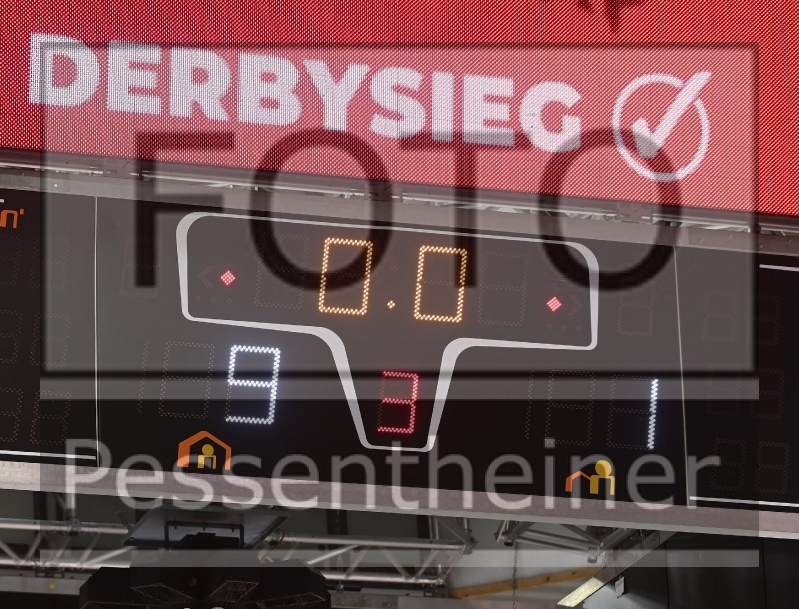 DERBYSIEG
FOTO
n'
0.0
9 3 1
Pessentheiner